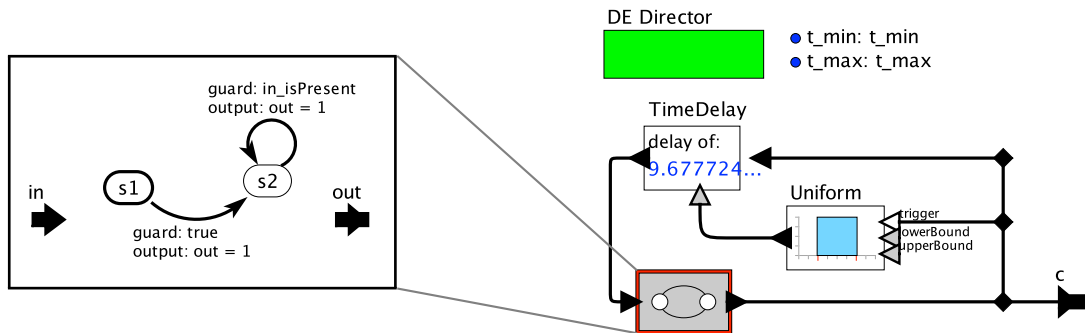 DE Director
t_min: t_min
t_max: t_max
guard: in_isPresent
output: out = 1
TimeDelay
delay of:
9.677724...
s1
s2
in
out
guard: true
output: out = 1
Uniform
trigger
lowerBound
upperBound
c